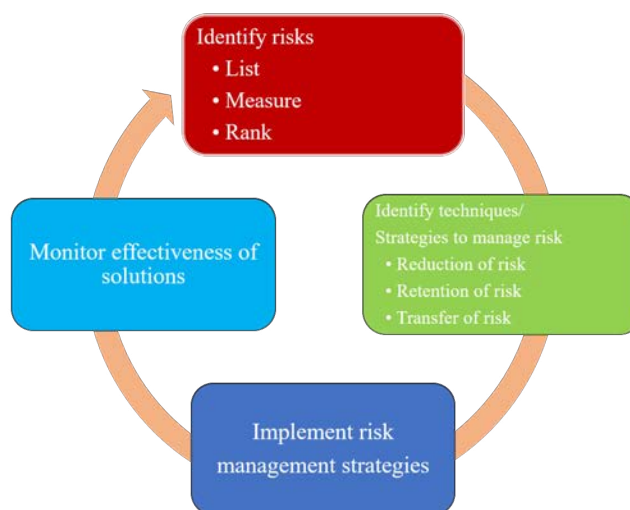 Identify risks
• List
• Measure
• Rank
Identify techniques/
Strategies to manage risk
• Reduction of risk
• Retention of risk
• Transfer of risk
Implement risk
management strategies
Monitor effectiveness of
solutions